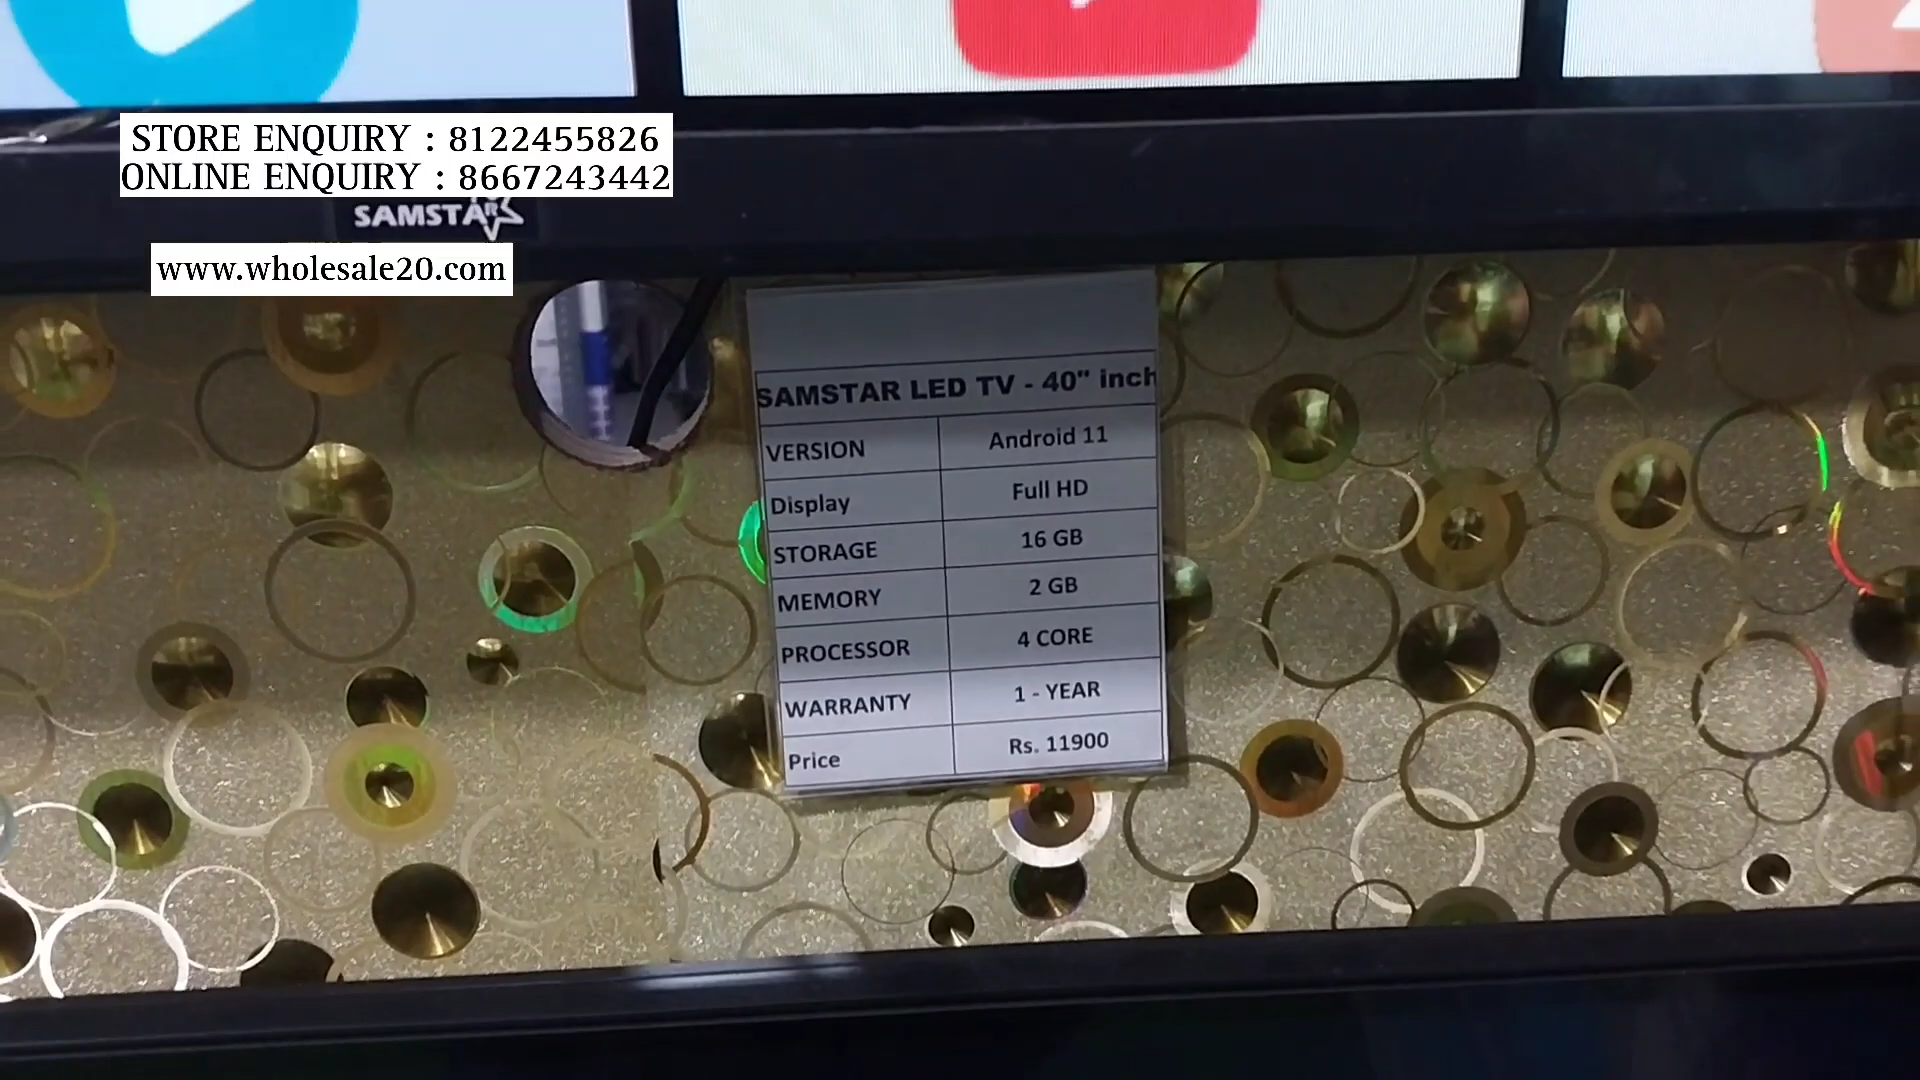 STORE ENQUIRY : 8122455826
ONLINE ENQUIRY : 8667243442
SAMSTAR
www.wholesale20.com
SAMSTAR LED TV - 40" inch
VERSION Android 11
Display Full HD
STORAGE 16 GB
MEMORY 2 GB
PROCESSOR 4 CORE
WARRANTY 1 - YEAR
Price Rs. 11900